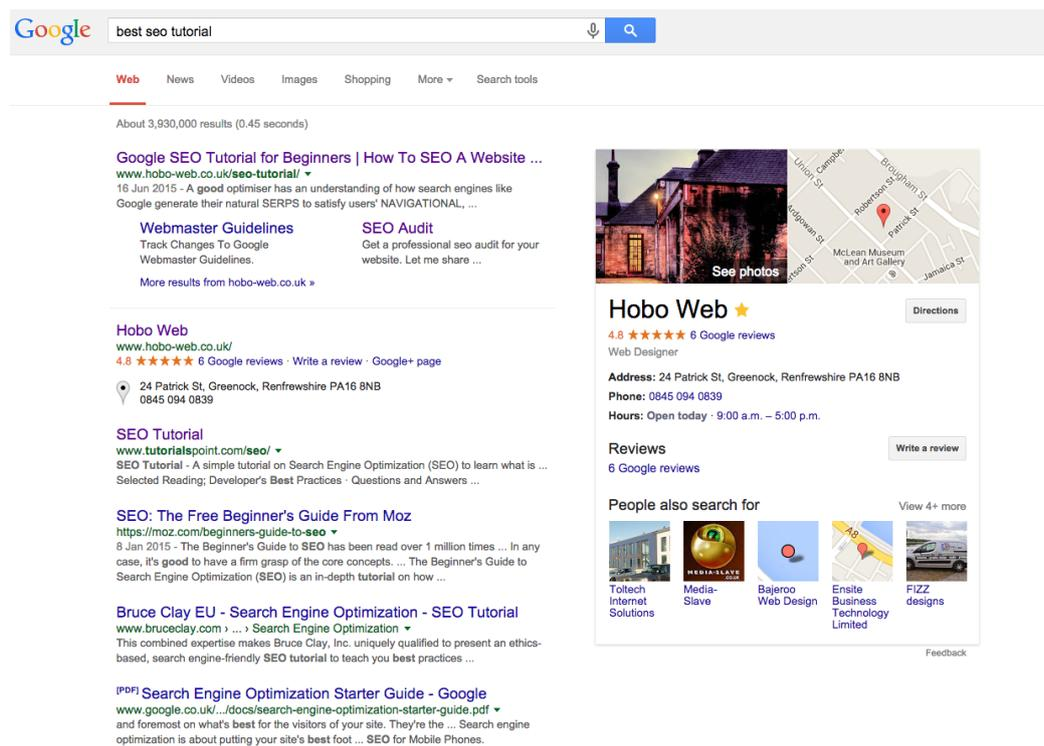 Google
best seo tutorial
Web News Videos Images Shopping More Search tools
About 3,930,000 results (0.45 seconds)
Google SEO Tutorial for Beginners | How To SEO A Website ...
www.hobo-web.co.uk/seo-tutorial/
16 Jun 2015 - A good optimiser has an understanding of how search engines like
Google generate their natural SERPS to satisfy users' NAVIGATIONAL, ...
Webmaster Guidelines
Track Changes To Google
Webmaster Guidelines.
SEO Audit
Get a professional seo audit for your
website. Let me share ...
More results from hobo-web.co.uk »
Hobo Web
www.hobo-web.co.uk/
4.8 ★★★★★ 6 Google reviews · Write a review · Google+ page
24 Patrick St, Greenock, Renfrewshire PA16 8NB
0845 094 0839
SEO Tutorial
www.tutorialspoint.com/seo/
SEO Tutorial - A simple tutorial on Search Engine Optimization (SEO) to learn what is ...
Selected Reading; Developer's Best Practices · Questions and Answers ...
SEO: The Free Beginner's Guide From Moz
https://moz.com/beginners-guide-to-seo
8 Jan 2015 - The Beginner's Guide to SEO has been read over 1 million times ... In any
case, it's good to have a firm grasp of the core concepts. ... The Beginner's Guide to
Search Engine Optimization (SEO) is an in-depth tutorial on how ...
Bruce Clay EU - Search Engine Optimization - SEO Tutorial
www.bruceclay.com › ... › Search Engine Optimization
This combined expertise makes Bruce Clay, Inc. uniquely qualified to present an ethics-
based, search engine-friendly SEO tutorial to teach you best practices ...
[PDF] Search Engine Optimization Starter Guide - Google
www.google.co.uk/.../docs/search-engine-optimization-starter-guide.pdf
and foremost on what's best for the visitors of your site. They're the ... Search engine
optimization is about putting your site's best foot ... SEO for Mobile Phones.
See photos
Union St
Campbe
Brougham St
Robertson St
Ardgowan St
Patrick St
McLean Museum
and Art Gallery
ertson St
Jamaica St
Hobo Web
Directions
4.8 ★★★★★ 6 Google reviews
Web Designer
Address: 24 Patrick St, Greenock, Renfrewshire PA16 8NB
Phone: 0845 094 0839
Hours: Open today · 9:00 a.m. – 5:00 p.m.
Reviews
Write a review
6 Google reviews
People also search for
View 4+ more
MEDIA-SLAVE
.CO.UK
A8
Toltech
Internet
Solutions
Media-
Slave
Bajeroo
Web Design
Ensite
Business
Technology
Limited
FIZZ
designs
Feedback